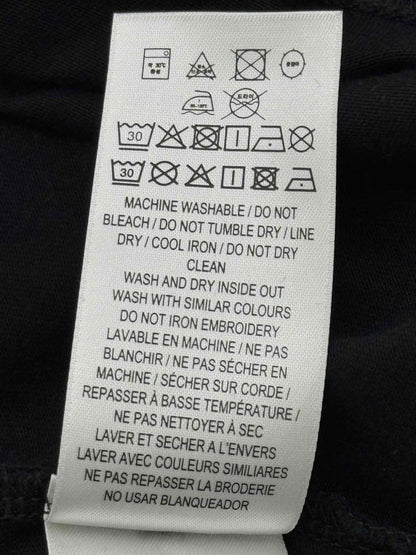 30
30
MACHINE WASHABLE / DO NOT
BLEACH / DO NOT TUMBLE DRY / LINE
DRY / COOL IRON / DO NOT DRY
CLEAN
WASH AND DRY INSIDE OUT
WASH WITH SIMILAR COLOURS
DO NOT IRON EMBROIDERY
LAVABLE EN MACHINE / NE PAS
BLANCHIR / NE PAS SÉCHER EN
MACHINE / SÉCHER SUR CORDE /
REPASSER À BASSE TEMPÉRATURE /
NE PAS NETTOYER À SEC
LAVER ET SECHER A L'ENVERS
LAVER AVEC COULEURS SIMILIARES
NE PAS REPASSER LA BRODERIE
NO USAR BLANQUEADOR